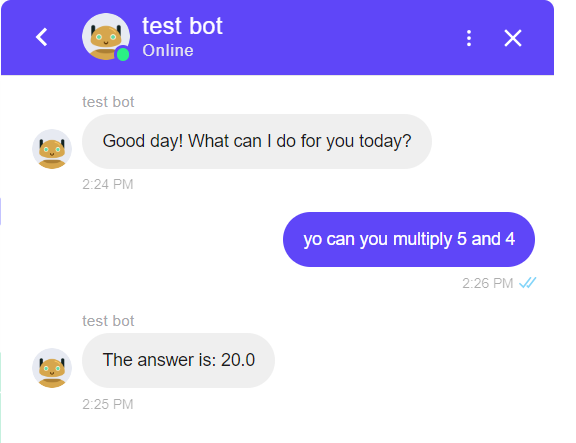 test bot
Online
test bot
Good day! What can I do for you today?
2:24 PM
yo can you multiply 5 and 4
2:26 PM
test bot
The answer is: 20.0
2:25 PM